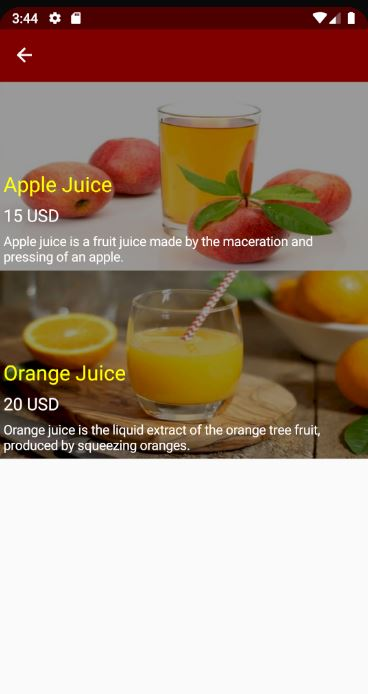 3:44
Apple Juice
15 USD
Apple juice is a fruit juice made by the maceration and
pressing of an apple.
Orange Juice
20 USD
Orange juice is the liquid extract of the orange tree fruit,
produced by squeezing oranges.